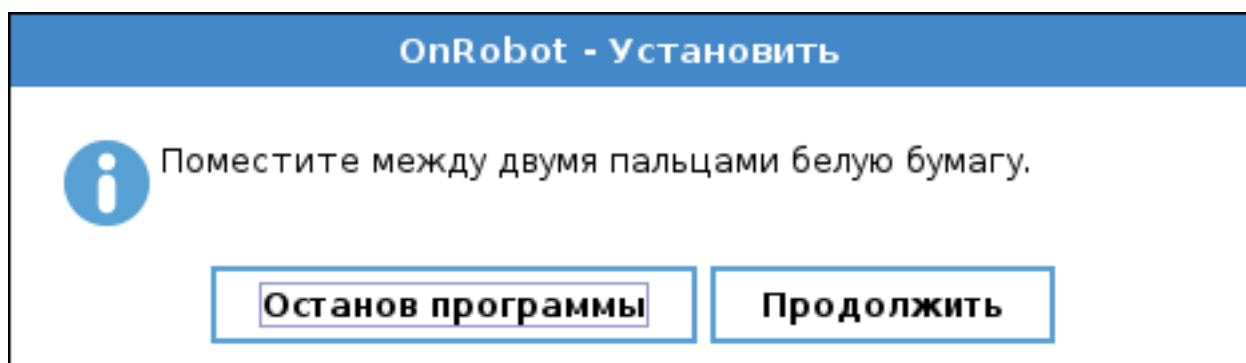 OnRobot - Установить
Поместите между двумя пальцами белую бумагу.
Останов программы
Продолжить